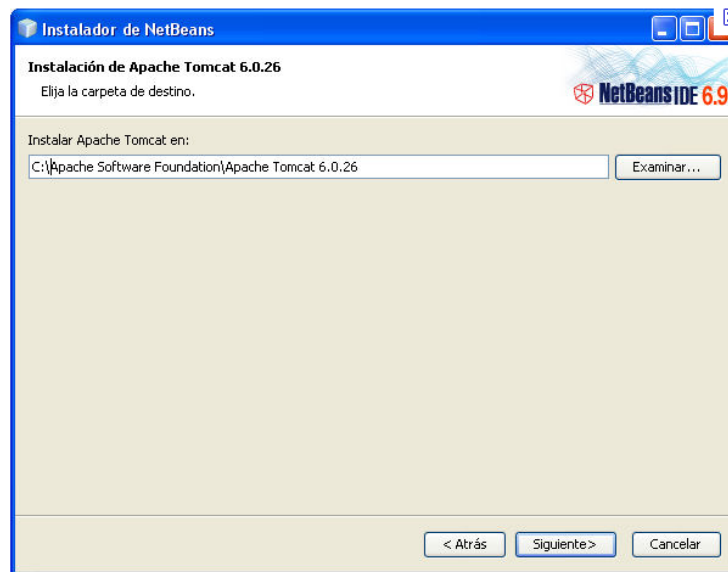 Instalador de NetBeans
Instalación de Apache Tomcat 6.0.26
Elija la carpeta de destino.
NetBeans IDE 6.9
Instalar Apache Tomcat en:
C:\Apache Software Foundation\Apache Tomcat 6.0.26
Examinar...
< Atrás
Siguiente>
Cancelar